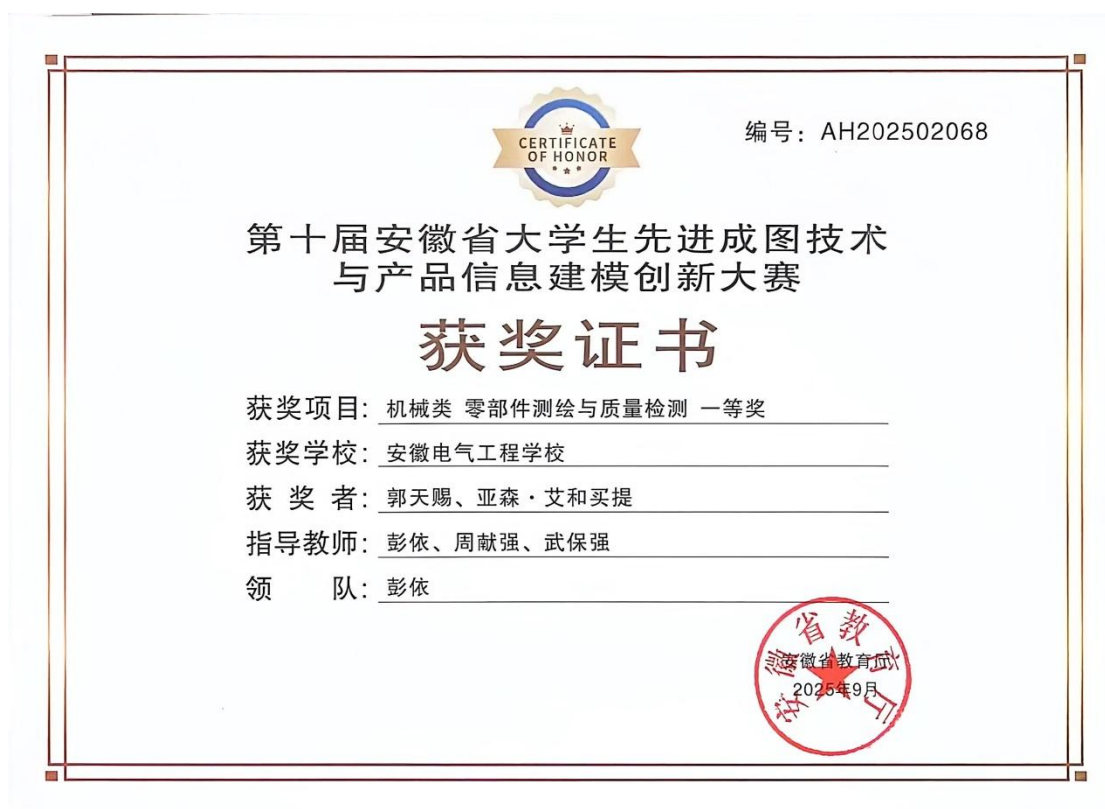 CERTIFICATE
OF HONOR
编号：AH202502068
第十届安徽省大学生先进成图技术
与产品信息建模创新大赛
获奖证书
获奖项目：机械类 零部件测绘与质量检测 一等奖
获奖学校：安徽电气工程学校
获 奖 者：郭天赐、亚森·艾和买提
指导教师：彭依、周献强、武保强
领 队：彭依
安徽省教育厅
安徽省教育厅
2025年9月